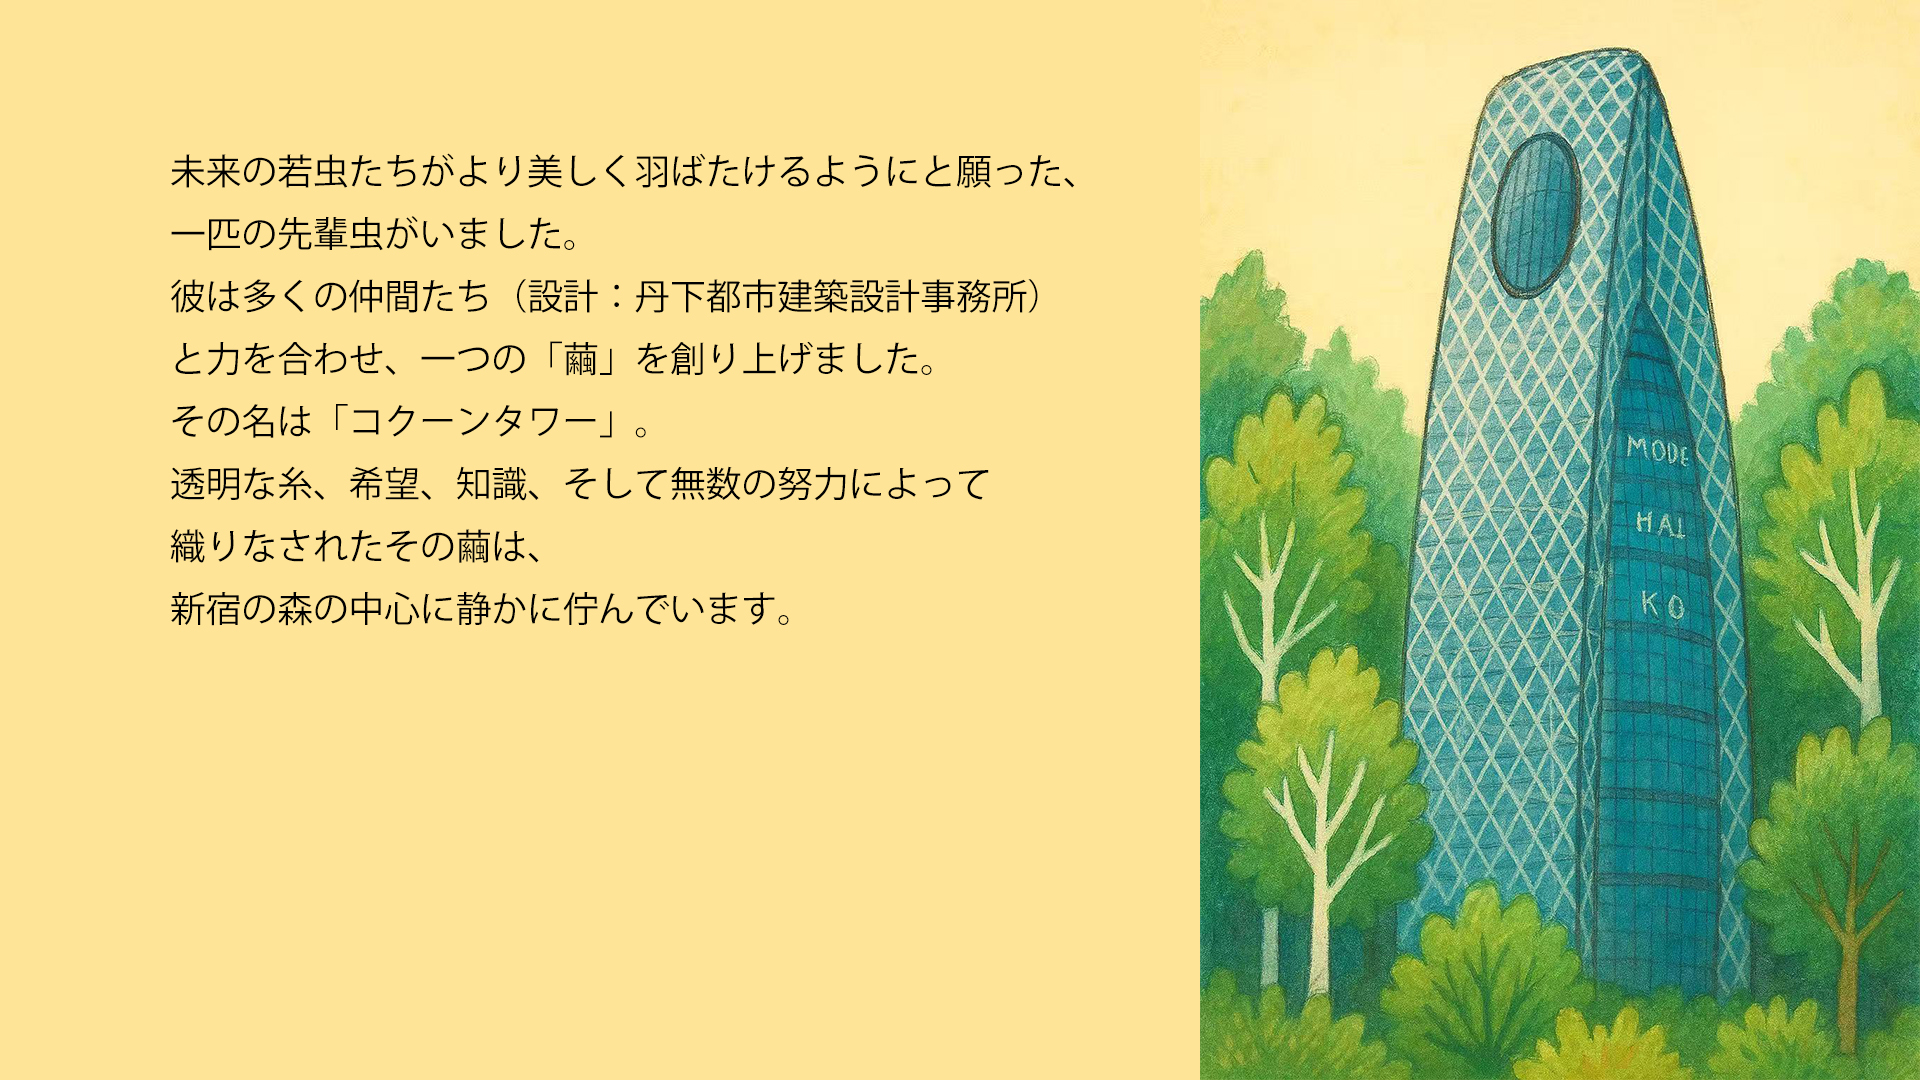 未来の若虫たちがより美しく羽ばたけるようにと願った、
一匹の先輩虫がいました。
彼は多くの仲間たち（設計：丹下都市建築設計事務所）
と力を合わせ、一つの「繭」を創り上げました。
その名は「コクーンタワー」。
透明な糸、希望、知識、そして無数の努力によって
織りなされたその繭は、
新宿の森の中心に静かに佇んでいます。
MODE
HAI
KO